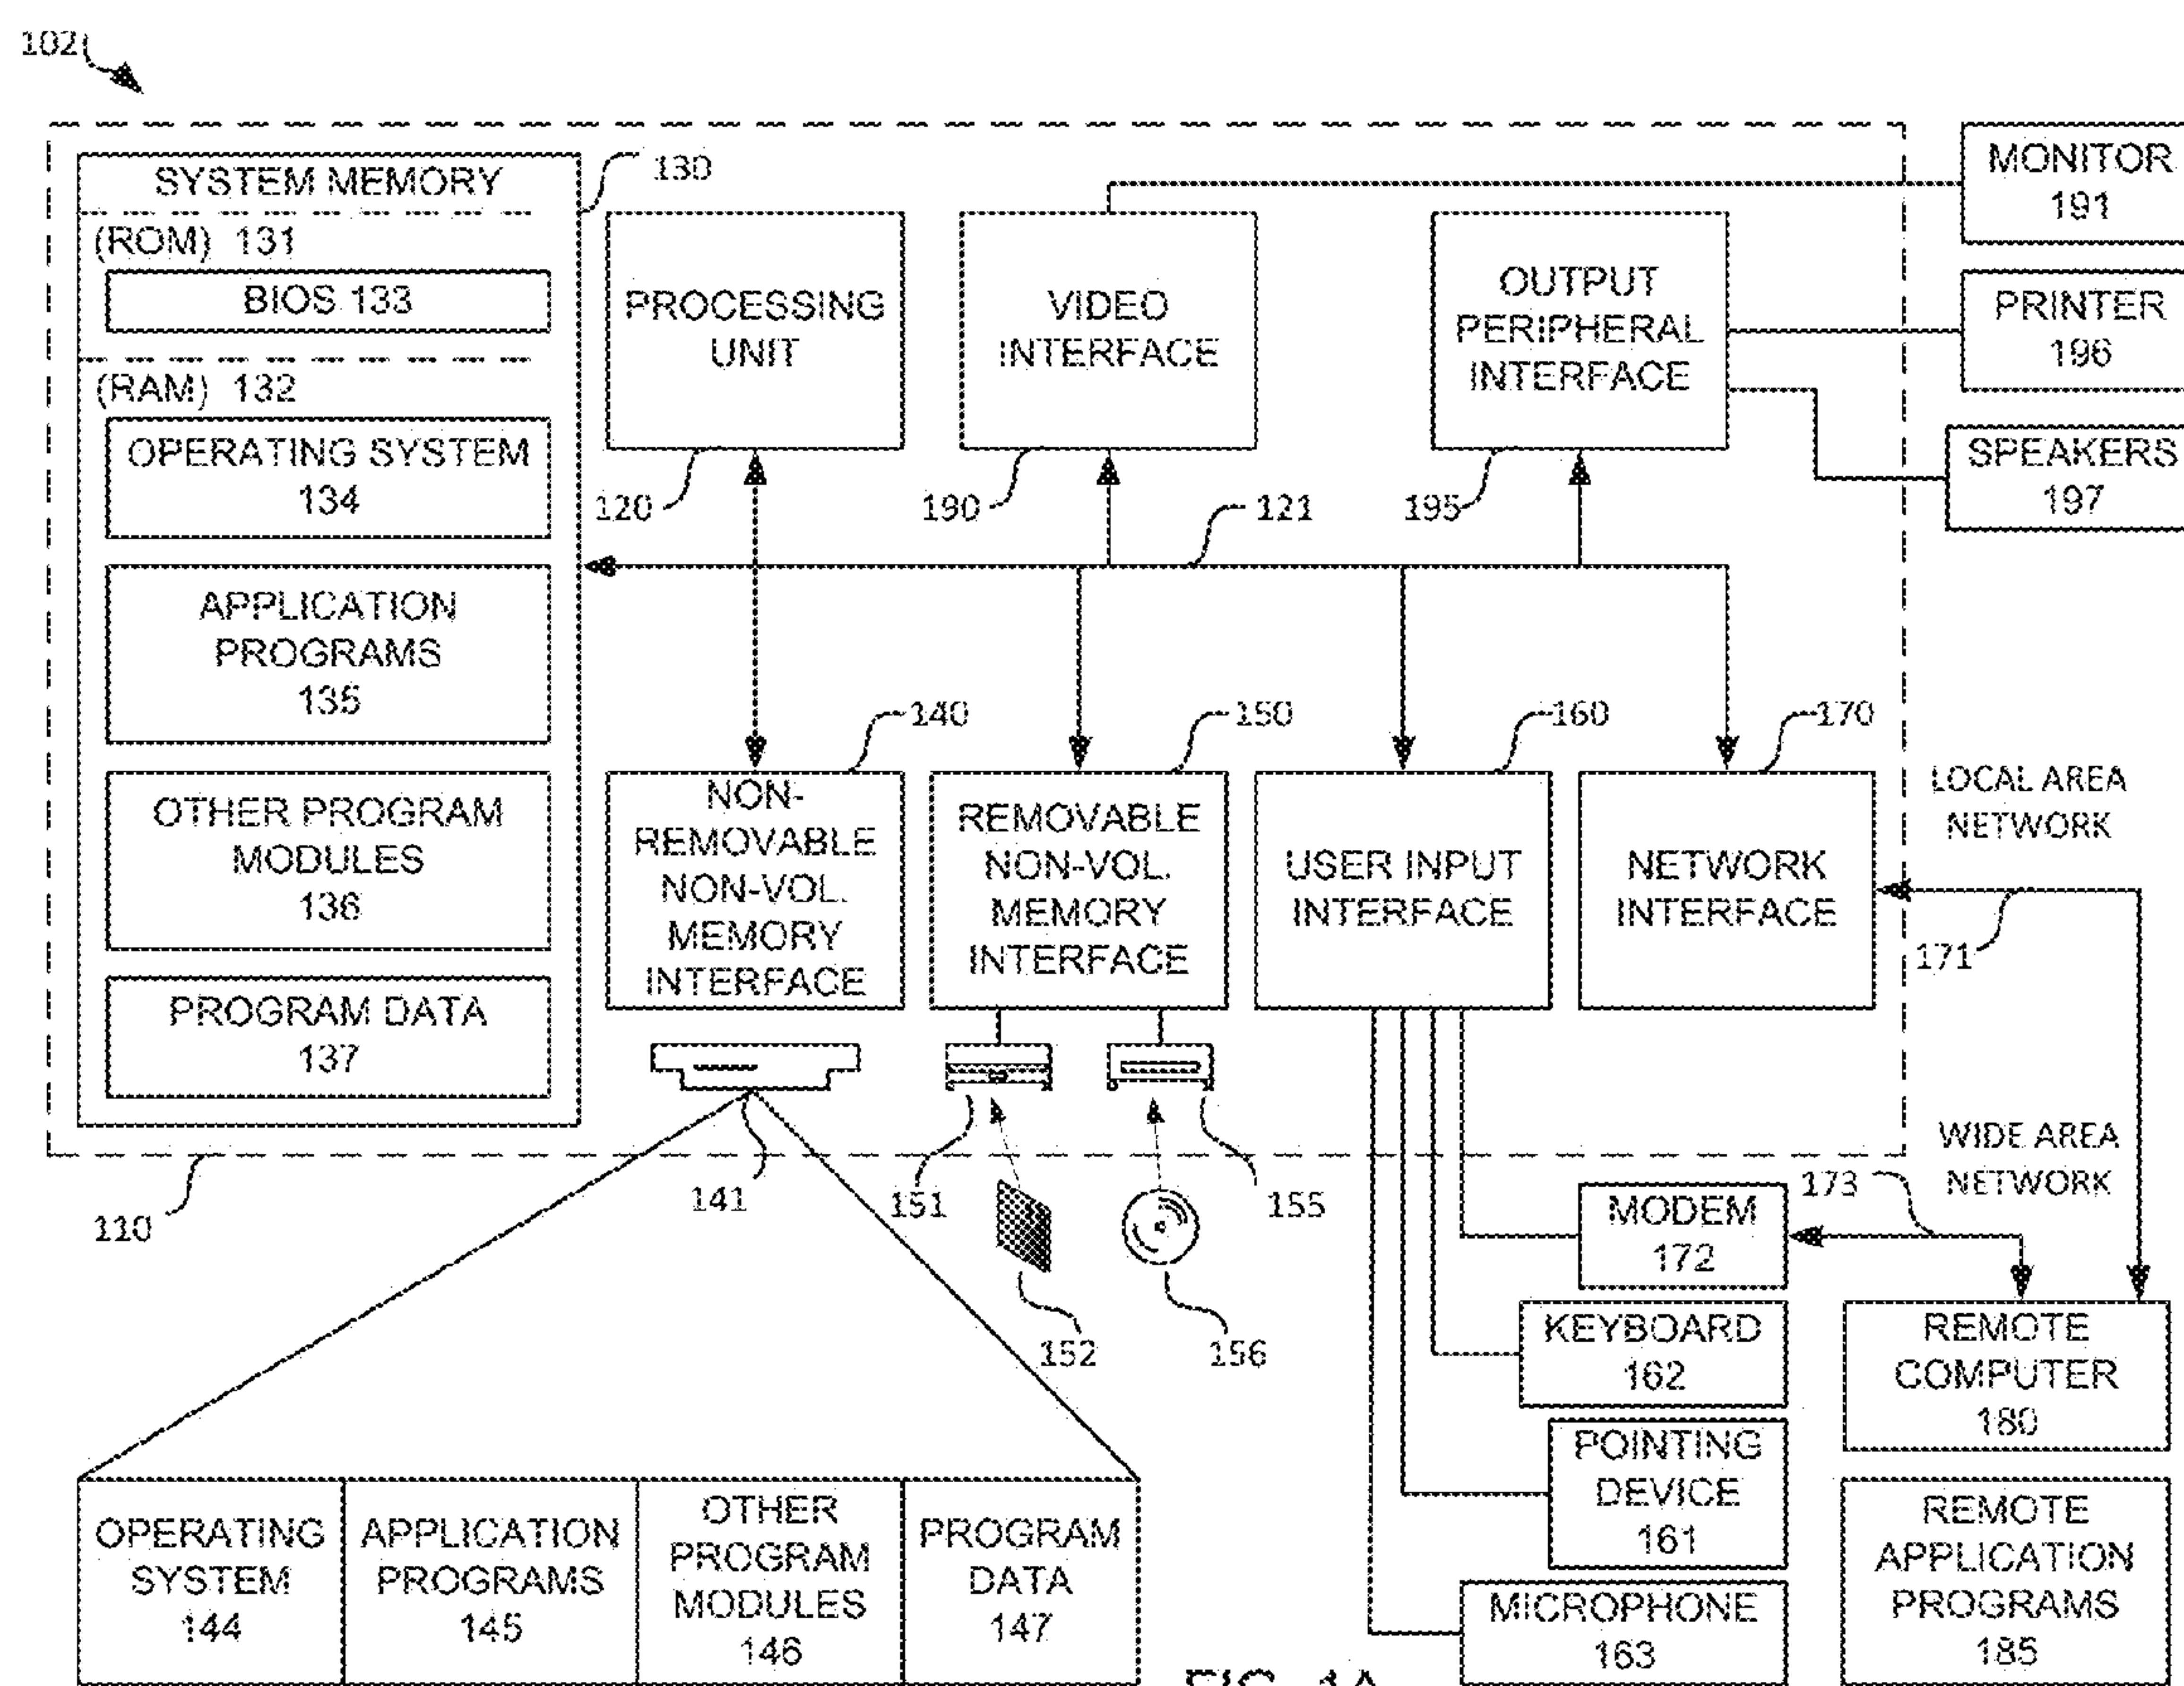 102
SYSTEM MEMORY
130
(ROM) 131
BIOS 133
(RAM) 132
OPERATING SYSTEM
134
APPLICATION
PROGRAMS
135
OTHER PROGRAM
MODULES
136
PROGRAM DATA
137
PROCESSING
UNIT
120
VIDEO
INTERFACE
190
121
OUTPUT
PERIPHERAL
INTERFACE
195
MONITOR
191
PRINTER
196
SPEAKERS
197
140
NON-
REMOVABLE
NON-VOL.
MEMORY
INTERFACE
150
REMOVABLE
NON-VOL.
MEMORY
INTERFACE
160
USER INPUT
INTERFACE
170
NETWORK
INTERFACE
LOCAL AREA
NETWORK
171
110
141
151
155
152
156
WIDE AREA
NETWORK
173
MODEM
172
KEYBOARD
162
POINTING
DEVICE
161
MICROPHONE
163
REMOTE
COMPUTER
180
REMOTE
APPLICATION
PROGRAMS
185
OPERATING
SYSTEM
144
APPLICATION
PROGRAMS
145
OTHER
PROGRAM
MODULES
146
PROGRAM
DATA
147
FIG. 1A